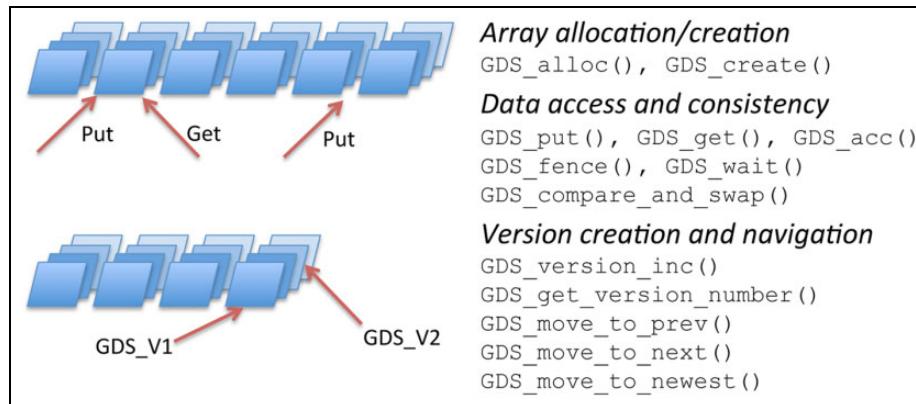 Put
Get
Put
GDS_V1
GDS_V2
Array allocation/creation
GDS_alloc(), GDS_create()
Data access and consistency
GDS_put(), GDS_get(), GDS_acc()
GDS_fence(), GDS_wait()
GDS_compare_and_swap()
Version creation and navigation
GDS_version_inc()
GDS_get_version_number()
GDS_move_to_prev()
GDS_move_to_next()
GDS_move_to_newest()